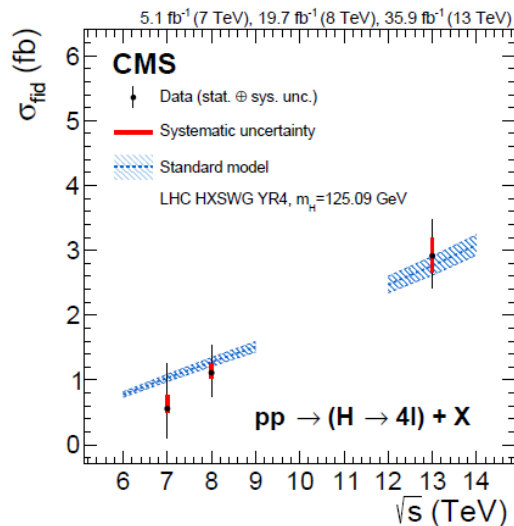 5.1 fb⁻¹ (7 TeV), 19.7 fb⁻¹ (8 TeV), 35.9 fb⁻¹ (13 TeV)
σ_fid (fb)
CMS
Data (stat. ⊕ sys. unc.)
Systematic uncertainty
Standard model
LHC HXSWG YR4, m_H=125.09 GeV
6
5
4
3
2
1
0
pp → (H → 4l) + X
6 7 8 9 10 11 12 13 14
√s (TeV)